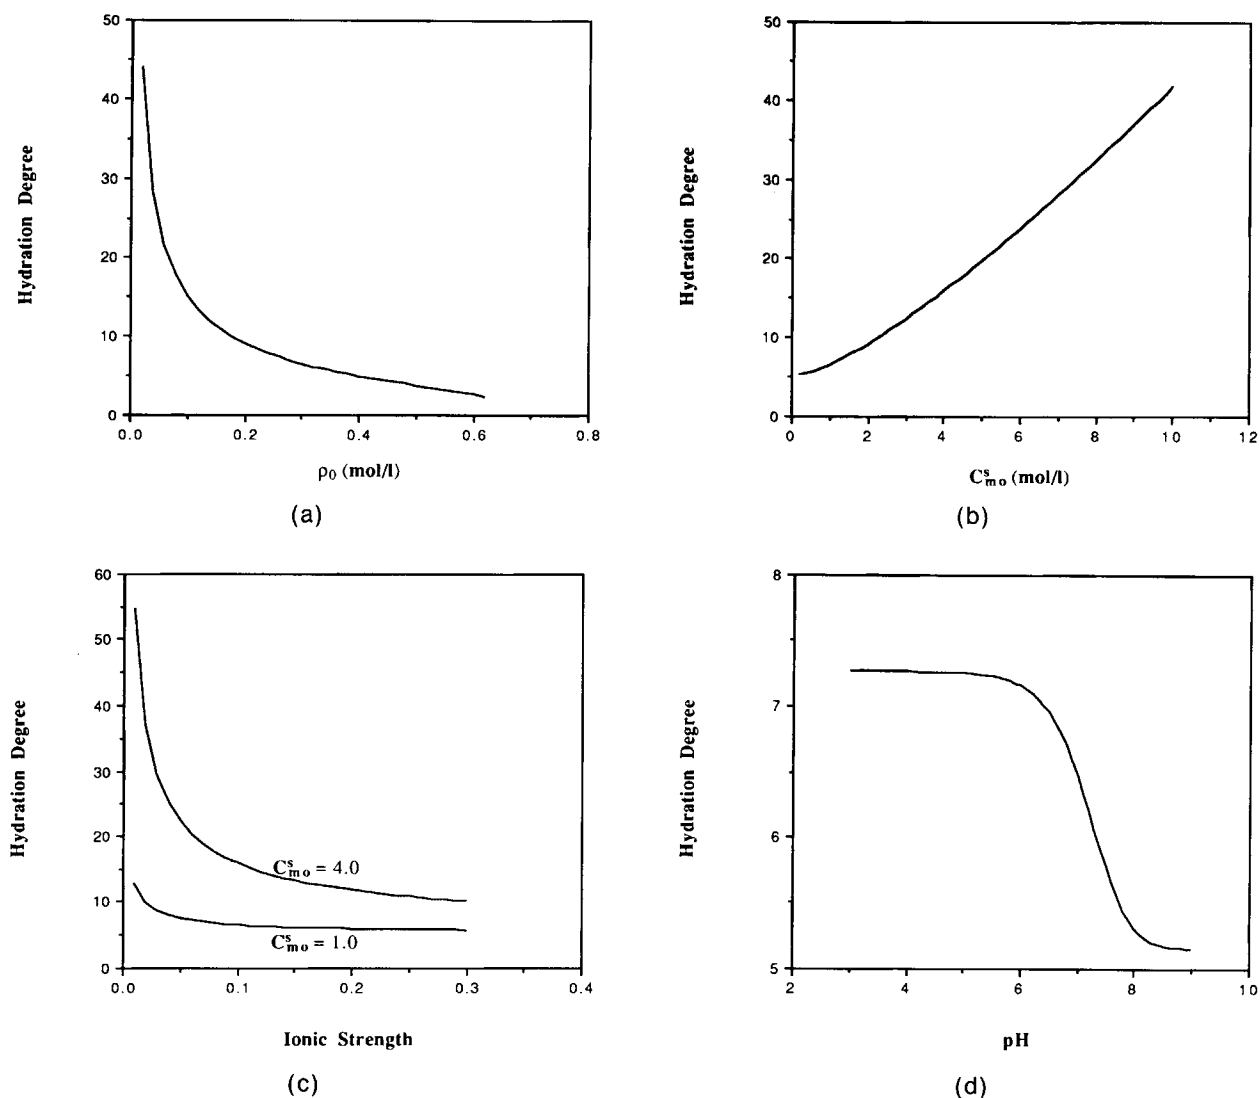 50
40
30
20
10
0
Hydration Degree
0.0 0.2 0.4 0.6 0.8
ρ₀ (mol/l)
(a)
50
40
30
20
10
0
Hydration Degree
0 2 4 6 8 10 12
Cˢₘₒ (mol/l)
(b)
60
50
40
30
20
10
0
Hydration Degree
Cˢₘₒ = 4.0
Cˢₘₒ = 1.0
0.0 0.1 0.2 0.3 0.4
Ionic Strength
(c)
8
7
6
5
Hydration Degree
2 4 6 8 10
pH
(d)